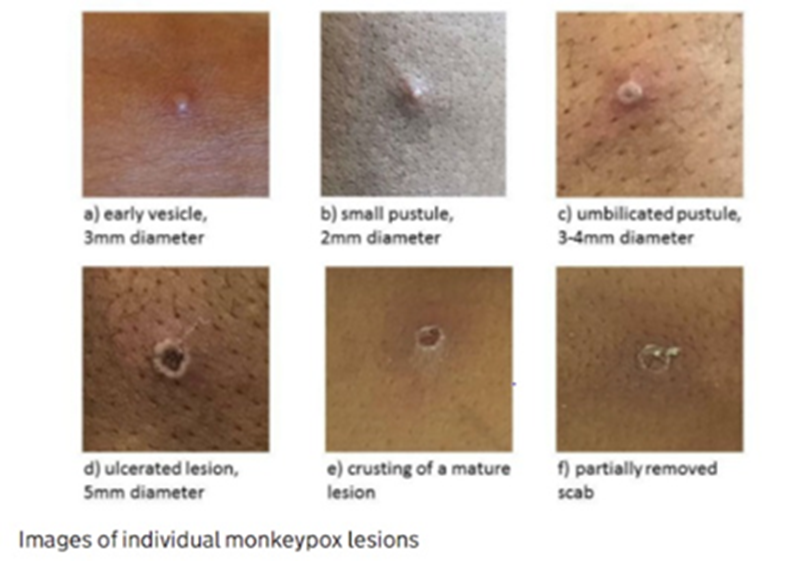 a) early vesicle,
3mm diameter
b) small pustule,
2mm diameter
c) umbilicated pustule,
3-4mm diameter
d) ulcerated lesion,
5mm diameter
e) crusting of a mature
lesion
f) partially removed
scab
Images of individual monkeypox lesions